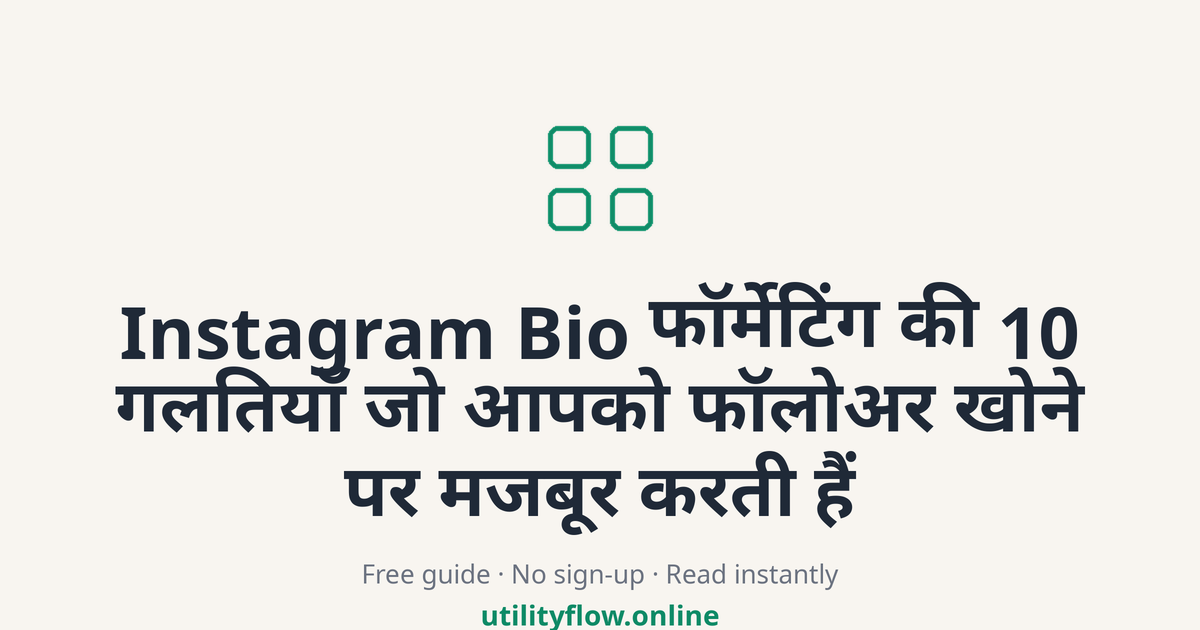 Instagram Bio फॉर्मेटिंग की 10
गलतियाँ जो आपको फॉलोअर खोने
पर मजबूर करती हैं
Free guide · No sign-up · Read instantly
utilityflow.online